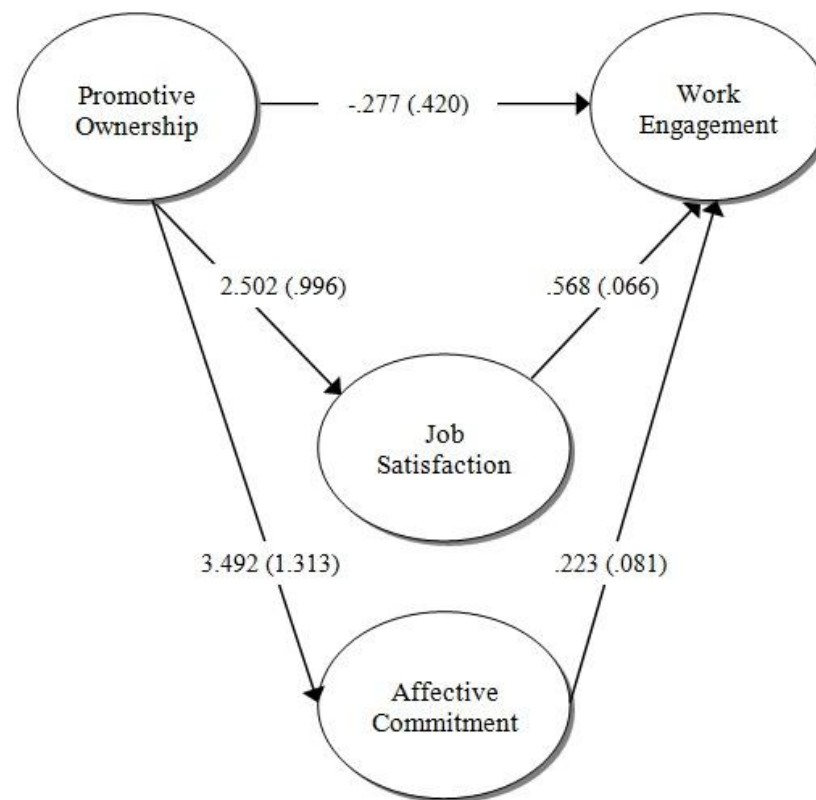 Promotive
Ownership
-.277 (.420)
Work
Engagement
2.502 (.996)
.568 (.066)
Job
Satisfaction
3.492 (1.313)
.223 (.081)
Affective
Commitment